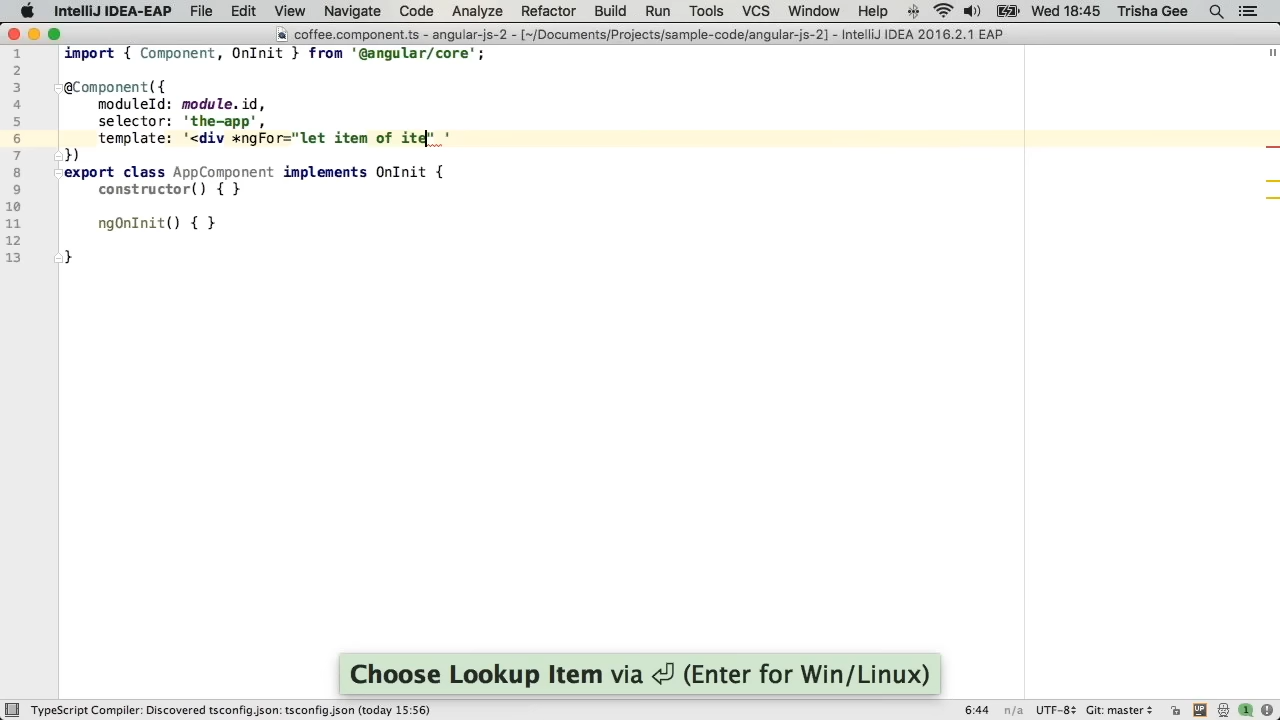 IntelliJ IDEA-EAP File Edit View Navigate Code Analyze Refactor Build Run Tools VCS Window Help Wed 18:45 Trisha Gee
coffee.component.ts - angular-js-2 - [~/Documents/Projects/sample-code/angular-js-2] - IntelliJ IDEA 2016.2.1 EAP
1 import { Component, OnInit } from '@angular/core';
2
3 @Component({
4 moduleId: module.id,
5 selector: 'the-app',
6 template: '<div *ngFor="let item of ite" '
7 })
8 export class AppComponent implements OnInit {
9 constructor() { }
10
11 ngOnInit() { }
12
13 }
Choose Lookup Item via ⏎ (Enter for Win/Linux)
TypeScript Compiler: Discovered tsconfig.json: tsconfig.json (today 15:56) 6:44 n/a UTF-8 Git: master UP 1